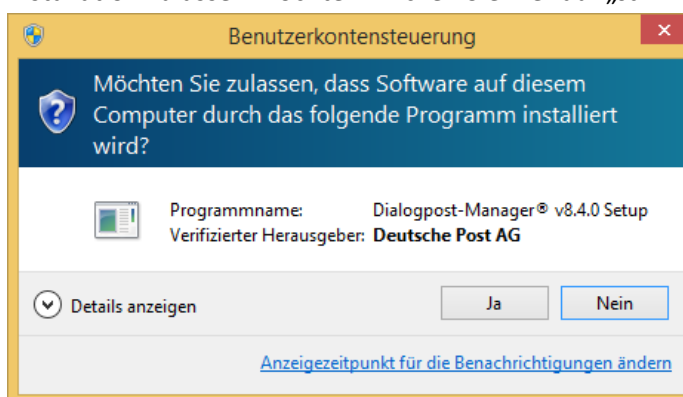 Benutzerkontensteuerung
Möchten Sie zulassen, dass Software auf diesem
Computer durch das folgende Programm installiert
wird?
Programmname: Dialogpost-Manager® v8.4.0 Setup
Verifizierter Herausgeber: Deutsche Post AG
Details anzeigen
Ja
Nein
Anzeigezeitpunkt für die Benachrichtigungen ändern